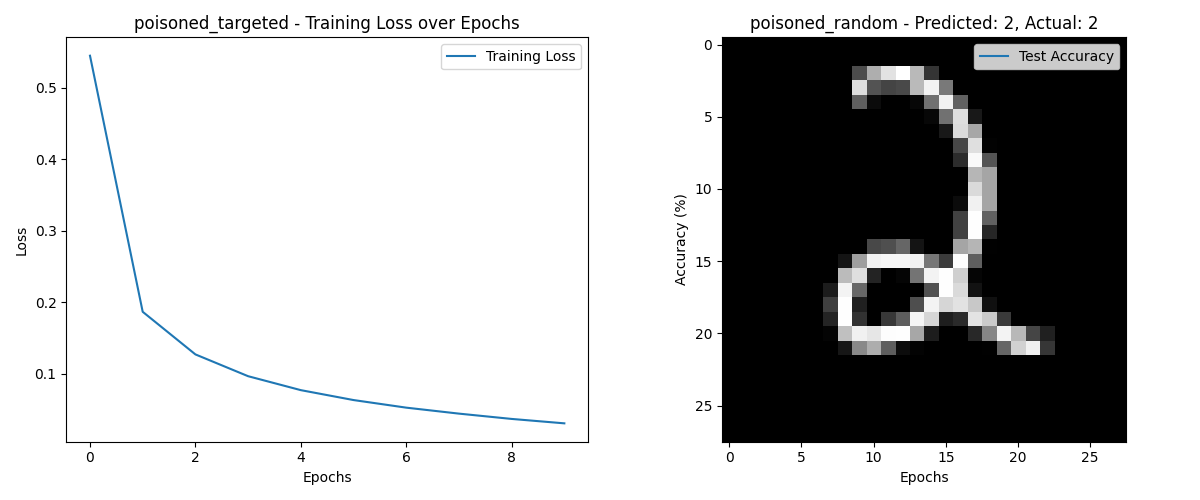 poisoned_targeted - Training Loss over Epochs
Training Loss
0.5
0.4
0.3
0.2
0.1
Loss
0 2 4 6 8
Epochs
poisoned_random - Predicted: 2, Actual: 2
Test Accuracy
0
5
10
15
20
25
Accuracy (%)
2
0 5 10 15 20 25
Epochs